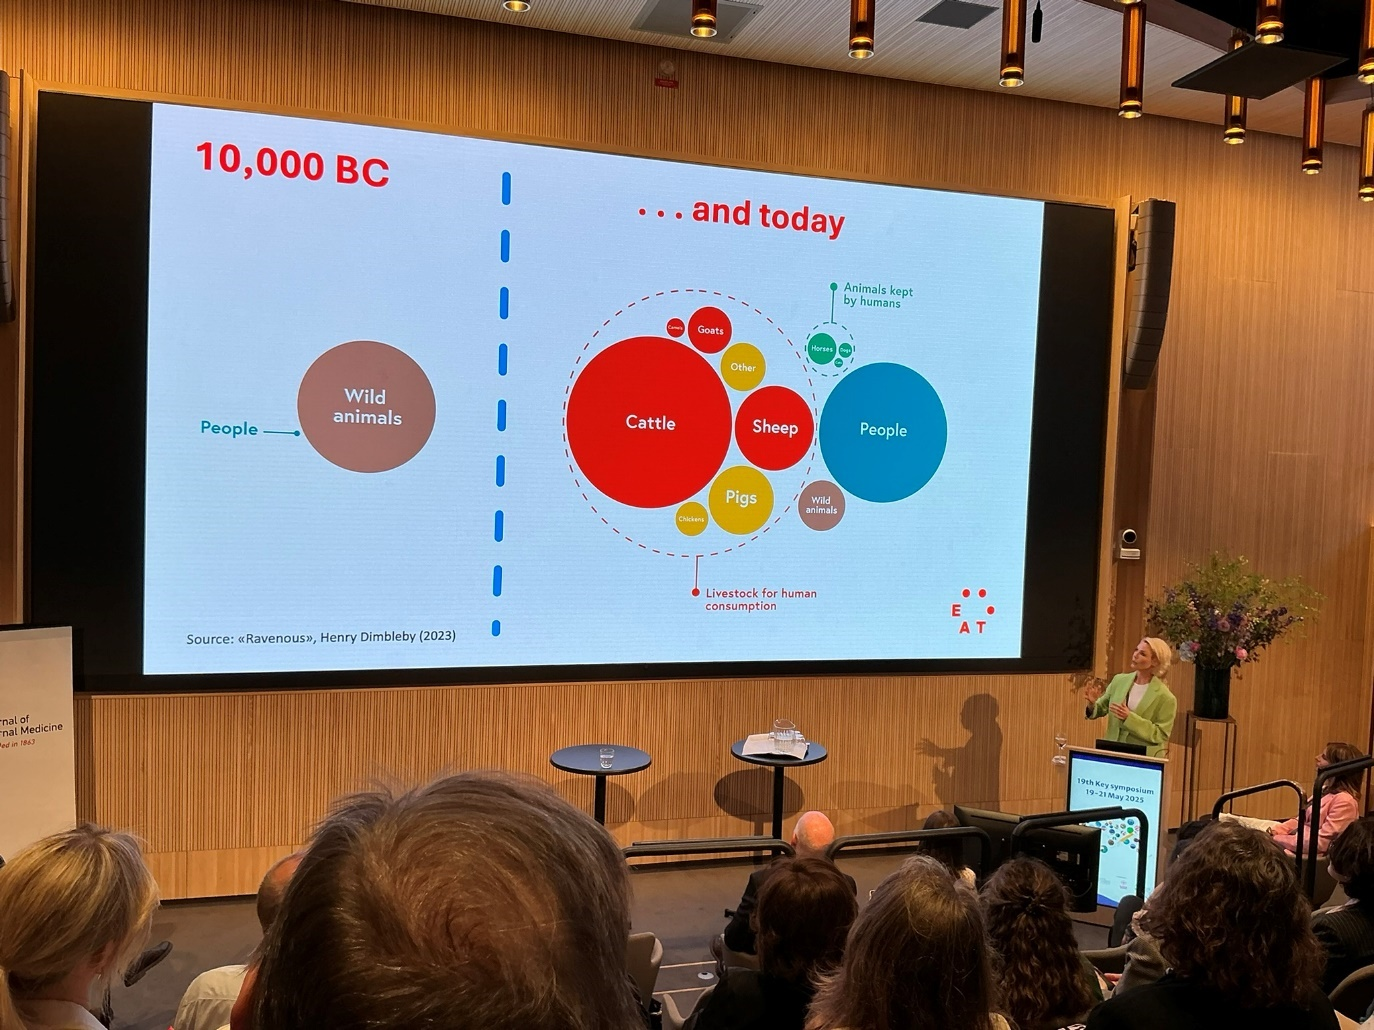 10,000 BC
. . . and today
Animals kept
by humans
Camels
Goats
Horses
Dogs
Other
Wild
animals
People
Cattle
Sheep
People
Pigs
Chickens
Wild
animals
Livestock for human
consumption
E
AT
Source: «Ravenous», Henry Dimbleby (2023)
rnal of
rnal Medicine
ed in 1863
19th Key symposium
19-21 May 2025